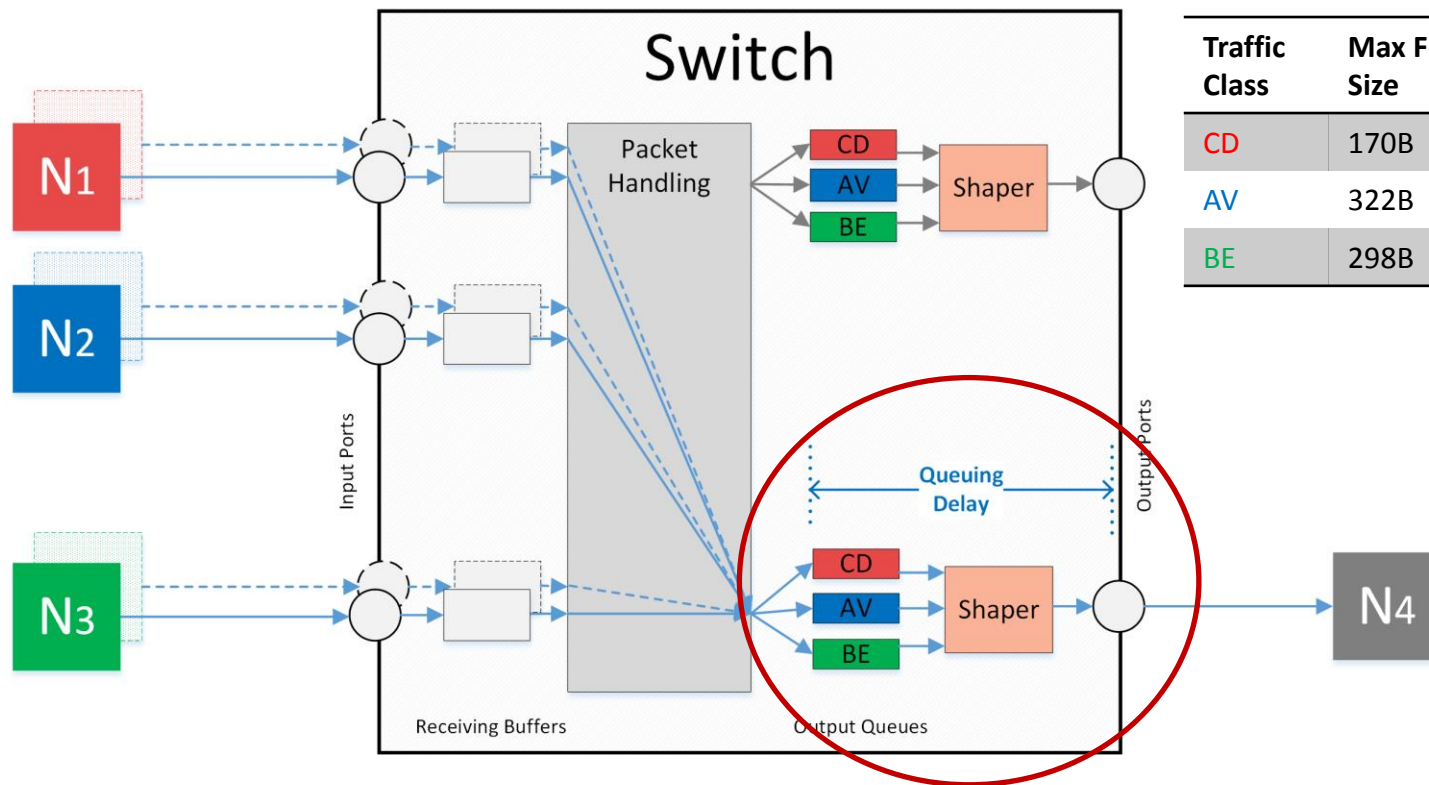 Switch
Traffic Class
Max F
Size
CD 170B
AV 322B
BE 298B
N1
N2
N3
N4
Input Ports
Packet
Handling
CD
AV
BE
Shaper
Output Ports
Queuing
Delay
CD
AV
BE
Shaper
Receiving Buffers
Output Queues